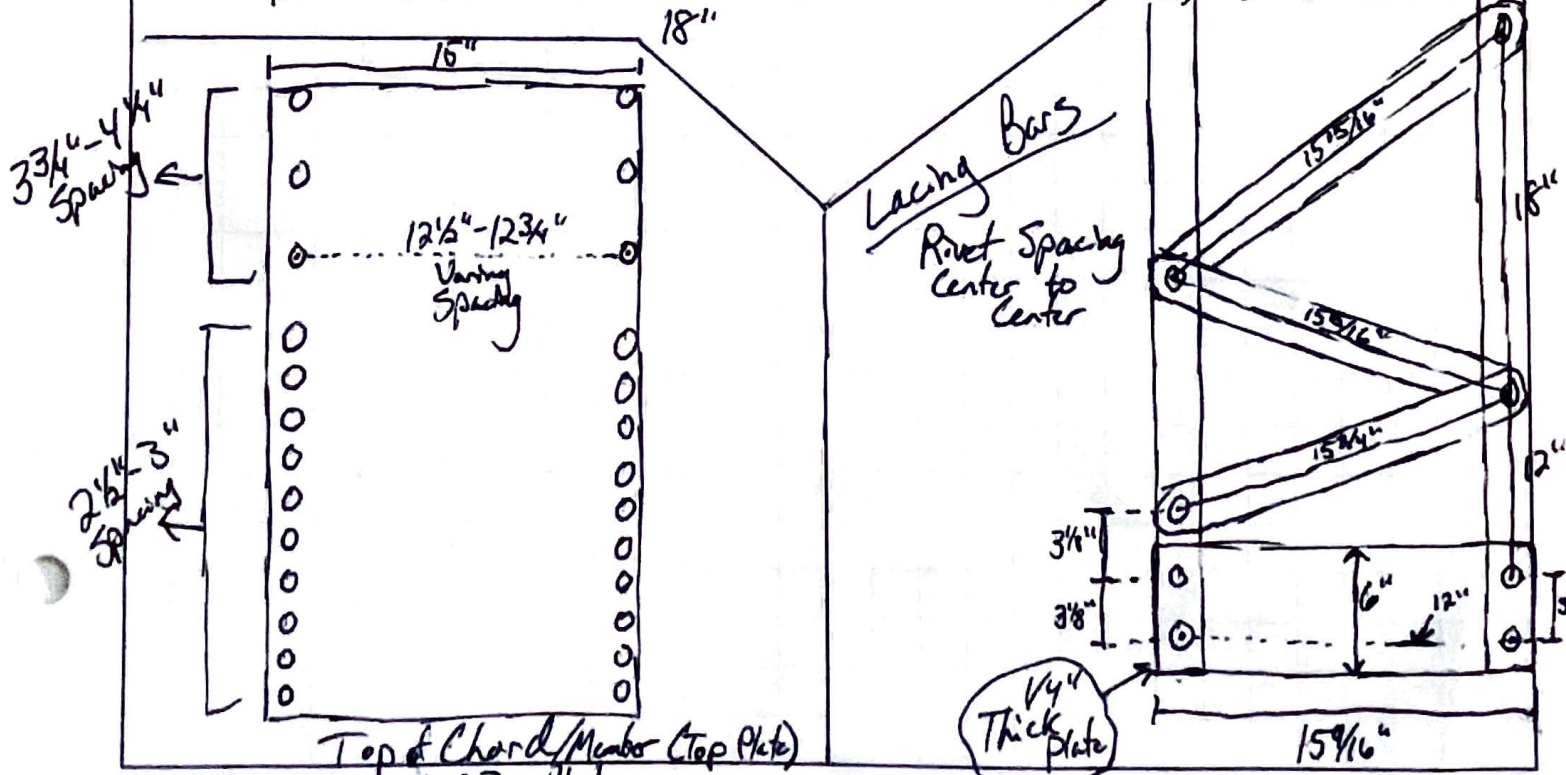 18"
15"
3 3/4"-4 1/4"
Spacing
12 1/2"-12 3/4"
Varing
Spacing
2 1/2"-3"
Spacing
Top of Chord/Member (Top Plate)
Lacing Bars
Rivet Spacing
Center to
Center
15 15/16"
18"
15 5/16"
15 3/4"
12"
3 1/8"
3 1/8"
6"
12"
1/4"
Thick
plate
15 9/16"